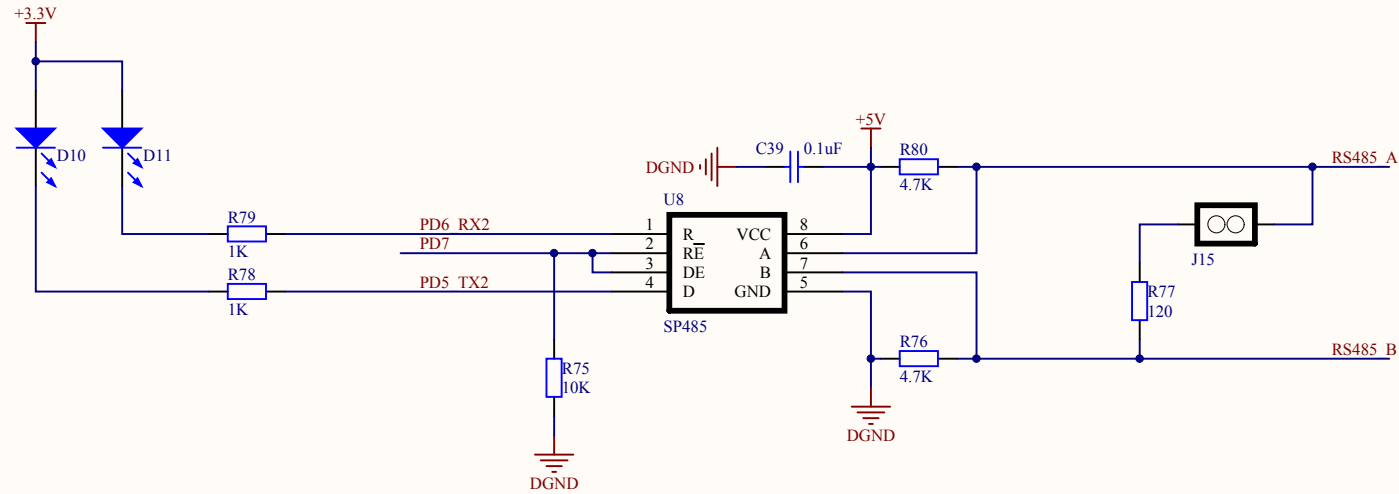 +3.3V
D10
D11
R79
1K
R78
1K
PD6_RX2
PD7
PD5_TX2
R75
10K
DGND
U8
1 R VCC 8
2 RE A 6
3 DE B 7
4 D GND 5
SP485
DGND
C39 0.1uF
+5V
R80
4.7K
R76
4.7K
DGND
J15
R77
120
RS485_A
RS485_B